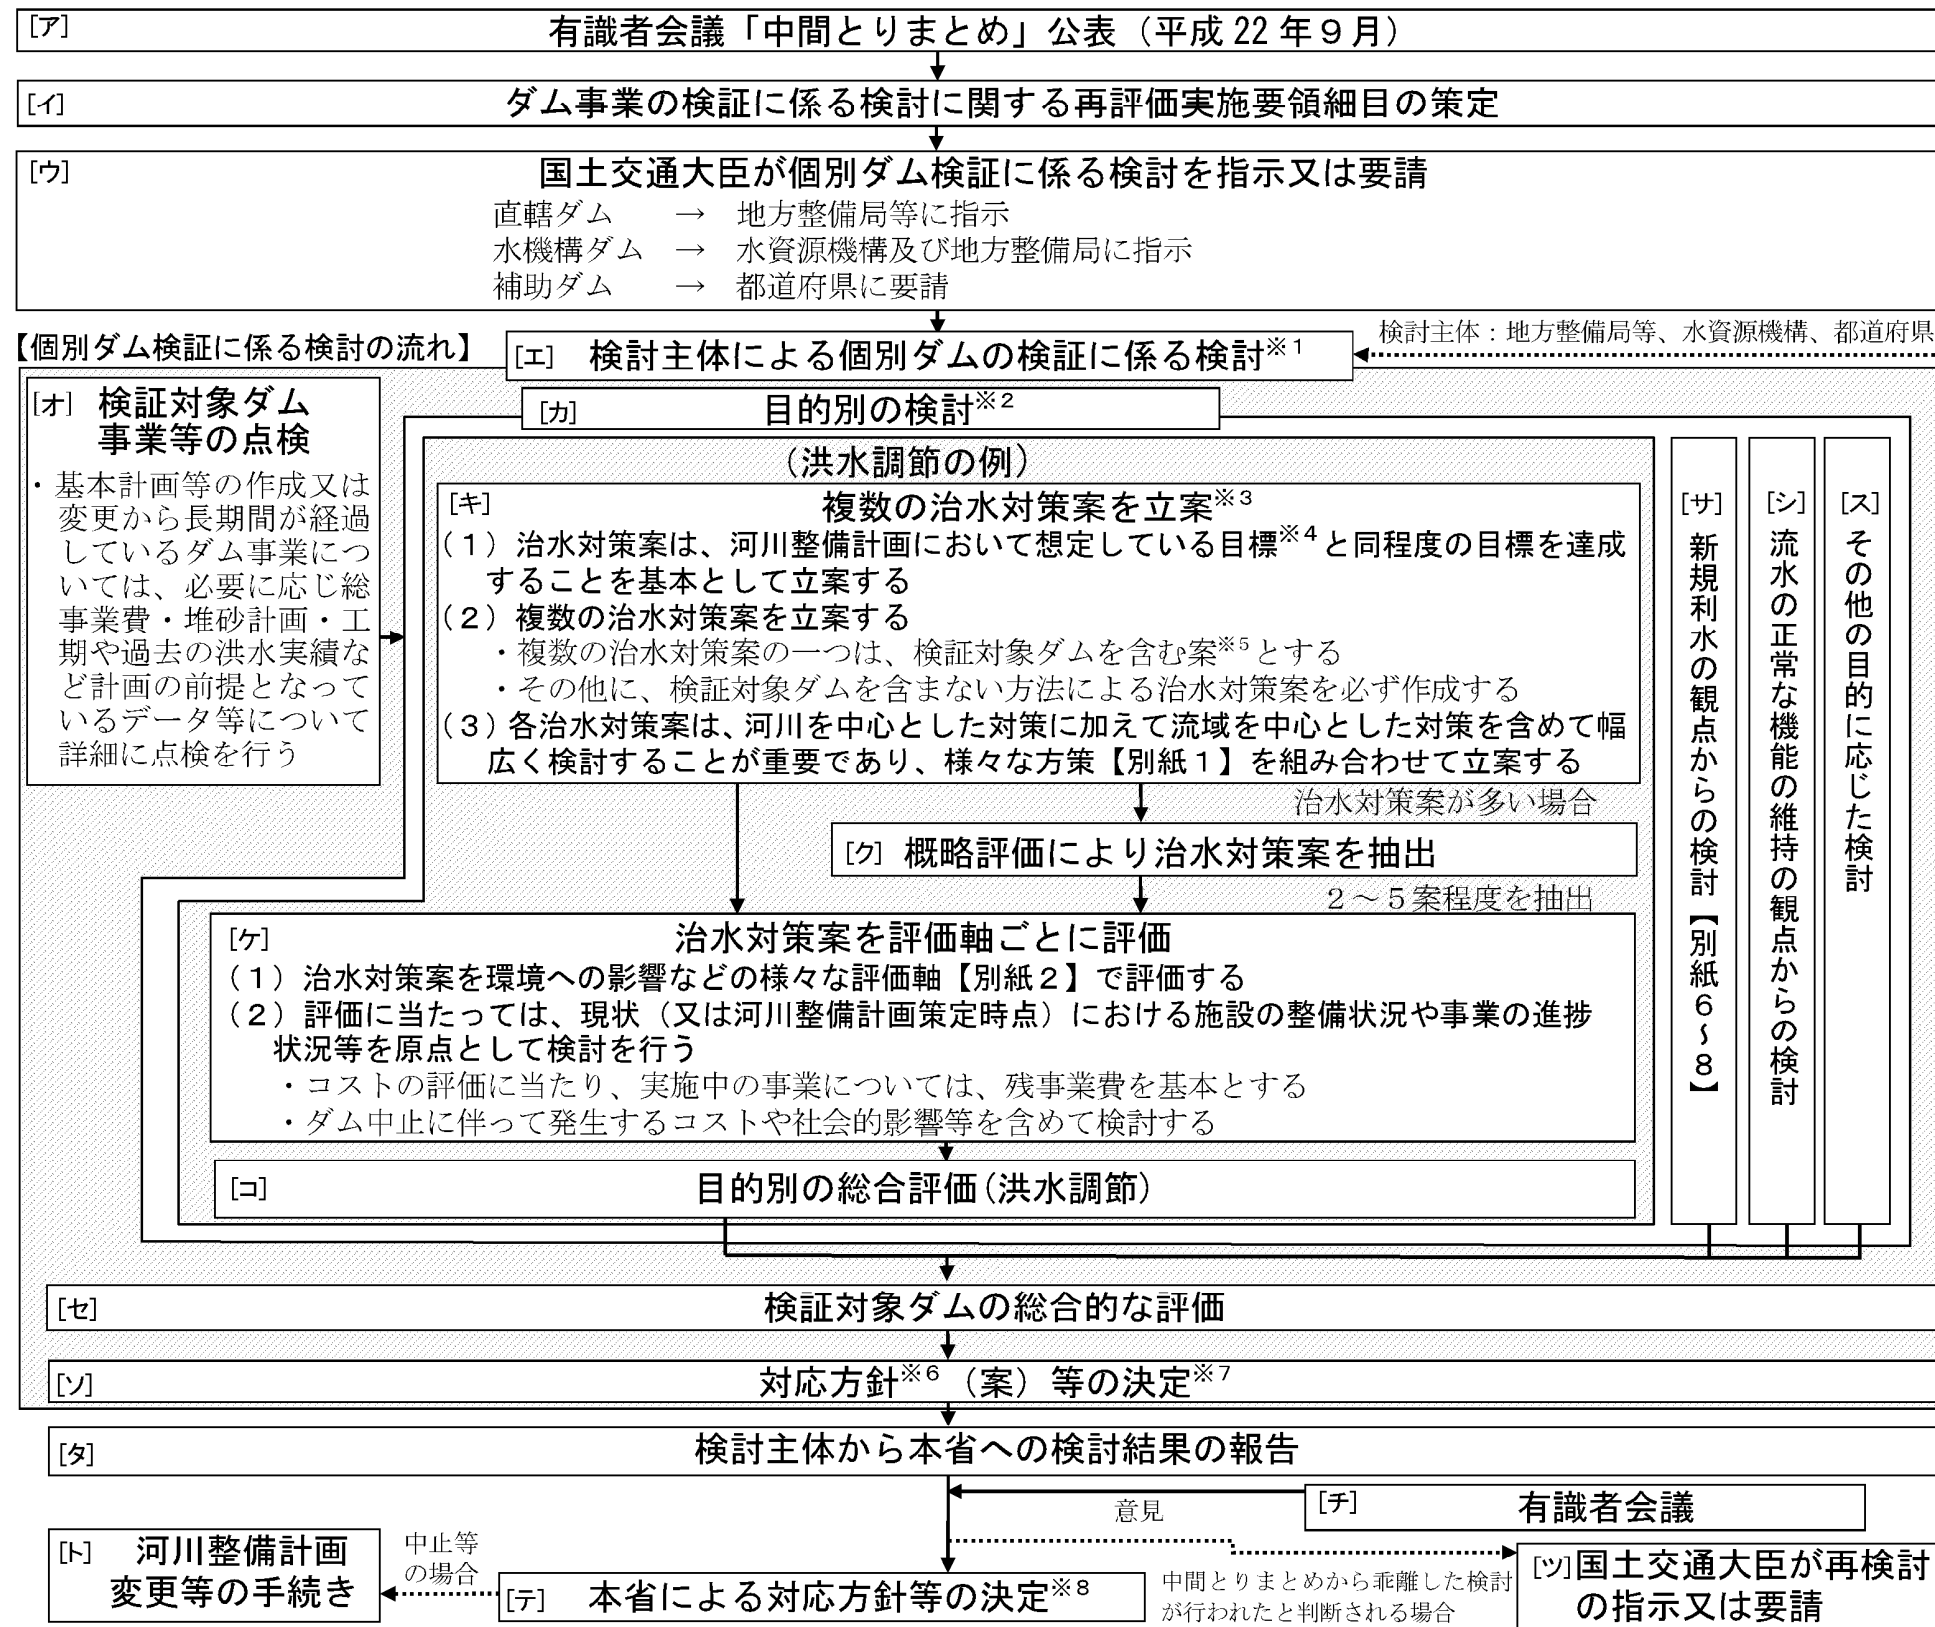 [ア] 有識者会議「中間とりまとめ」公表（平成22年９月）
[イ] ダム事業の検証に係る検討に関する再評価実施要領細目の策定
[ウ] 国土交通大臣が個別ダム検証に係る検討を指示又は要請
直轄ダム → 地方整備局等に指示
水機構ダム → 水資源機構及び地方整備局に指示
補助ダム → 都道府県に要請
【個別ダム検証に係る検討の流れ】
[エ] 検討主体による個別ダムの検証に係る検討※１
検討主体：地方整備局等、水資源機構、都道府県
[オ] 検証対象ダム
事業等の点検
・基本計画等の作成又は
変更から長期間が経過
しているダム事業につ
いては、必要に応じ総
事業費・堆砂計画・工
期や過去の洪水実績な
ど計画の前提となって
いるデータ等について
詳細に点検を行う
[カ] 目的別の検討※２
（洪水調節の例）
[キ] 複数の治水対策案を立案※３
（１）治水対策案は、河川整備計画において想定している目標※４と同程度の目標を達成
することを基本として立案する
（２）複数の治水対策案を立案する
・複数の治水対策案の一つは、検証対象ダムを含む案※５とする
・その他に、検証対象ダムを含まない方法による治水対策案を必ず作成する
（３）各治水対策案は、河川を中心とした対策に加えて流域を中心とした対策を含めて幅
広く検討することが重要であり、様々な方策【別紙１】を組み合わせて立案する
治水対策案が多い場合
[ク] 概略評価により治水対策案を抽出
２～５案程度を抽出
[ケ] 治水対策案を評価軸ごとに評価
（１）治水対策案を環境への影響などの様々な評価軸【別紙２】で評価する
（２）評価に当たっては、現状（又は河川整備計画策定時点）における施設の整備状況や事業の進捗
状況等を原点として検討を行う
・コストの評価に当たり、実施中の事業については、残事業費を基本とする
・ダム中止に伴って発生するコストや社会的影響等を含めて検討する
[コ] 目的別の総合評価（洪水調節）
[サ] 新規利水の観点からの検討【別紙６～８】
[シ] 流水の正常な機能の維持の観点からの検討
[ス] その他の目的に応じた検討
[セ] 検証対象ダムの総合的な評価
[ソ] 対応方針※６（案）等の決定※７
[タ] 検討主体から本省への検討結果の報告
[チ] 有識者会議
意見
[ト] 河川整備計画
変更等の手続き
中止等
の場合
[テ] 本省による対応方針等の決定※８
中間とりまとめから乖離した検討
が行われたと判断される場合
[ツ] 国土交通大臣が再検討
の指示又は要請